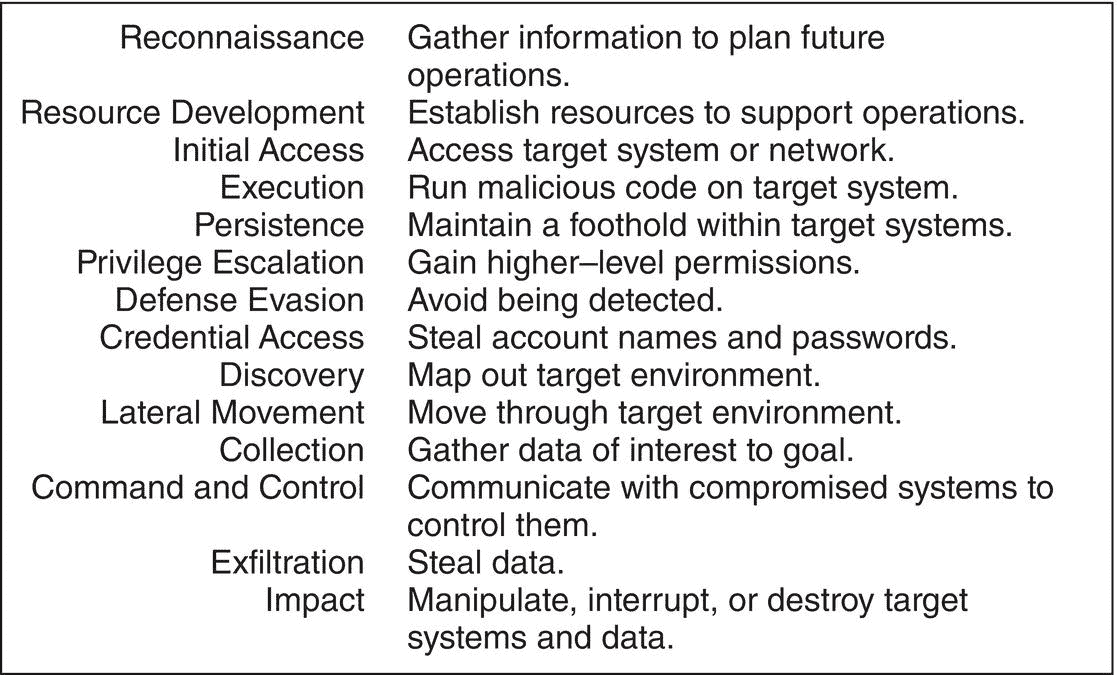 Reconnaissance Gather information to plan future
operations.
Resource Development Establish resources to support operations.
Initial Access Access target system or network.
Execution Run malicious code on target system.
Persistence Maintain a foothold within target systems.
Privilege Escalation Gain higher–level permissions.
Defense Evasion Avoid being detected.
Credential Access Steal account names and passwords.
Discovery Map out target environment.
Lateral Movement Move through target environment.
Collection Gather data of interest to goal.
Command and Control Communicate with compromised systems to
control them.
Exfiltration Steal data.
Impact Manipulate, interrupt, or destroy target
systems and data.